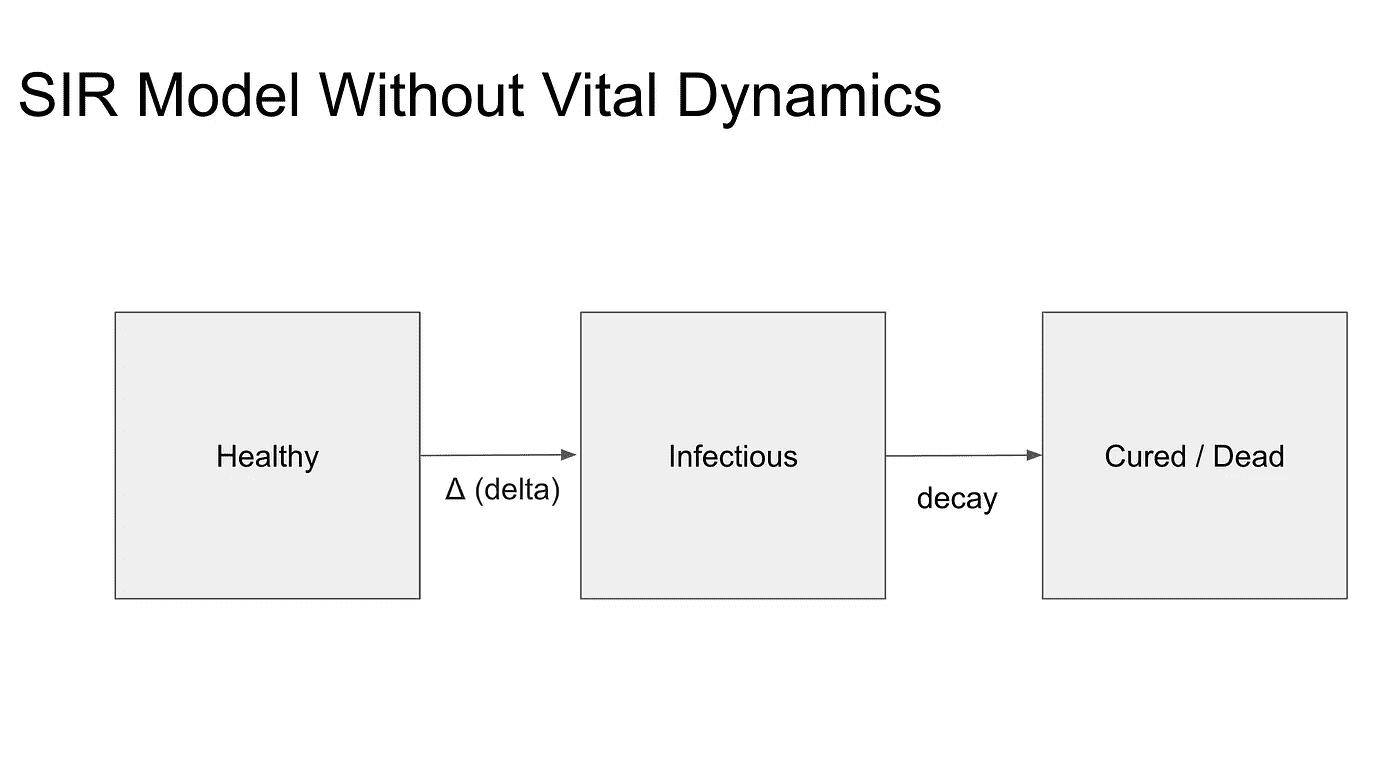 SIR Model Without Vital Dynamics
Healthy
Δ (delta)
Infectious
decay
Cured / Dead